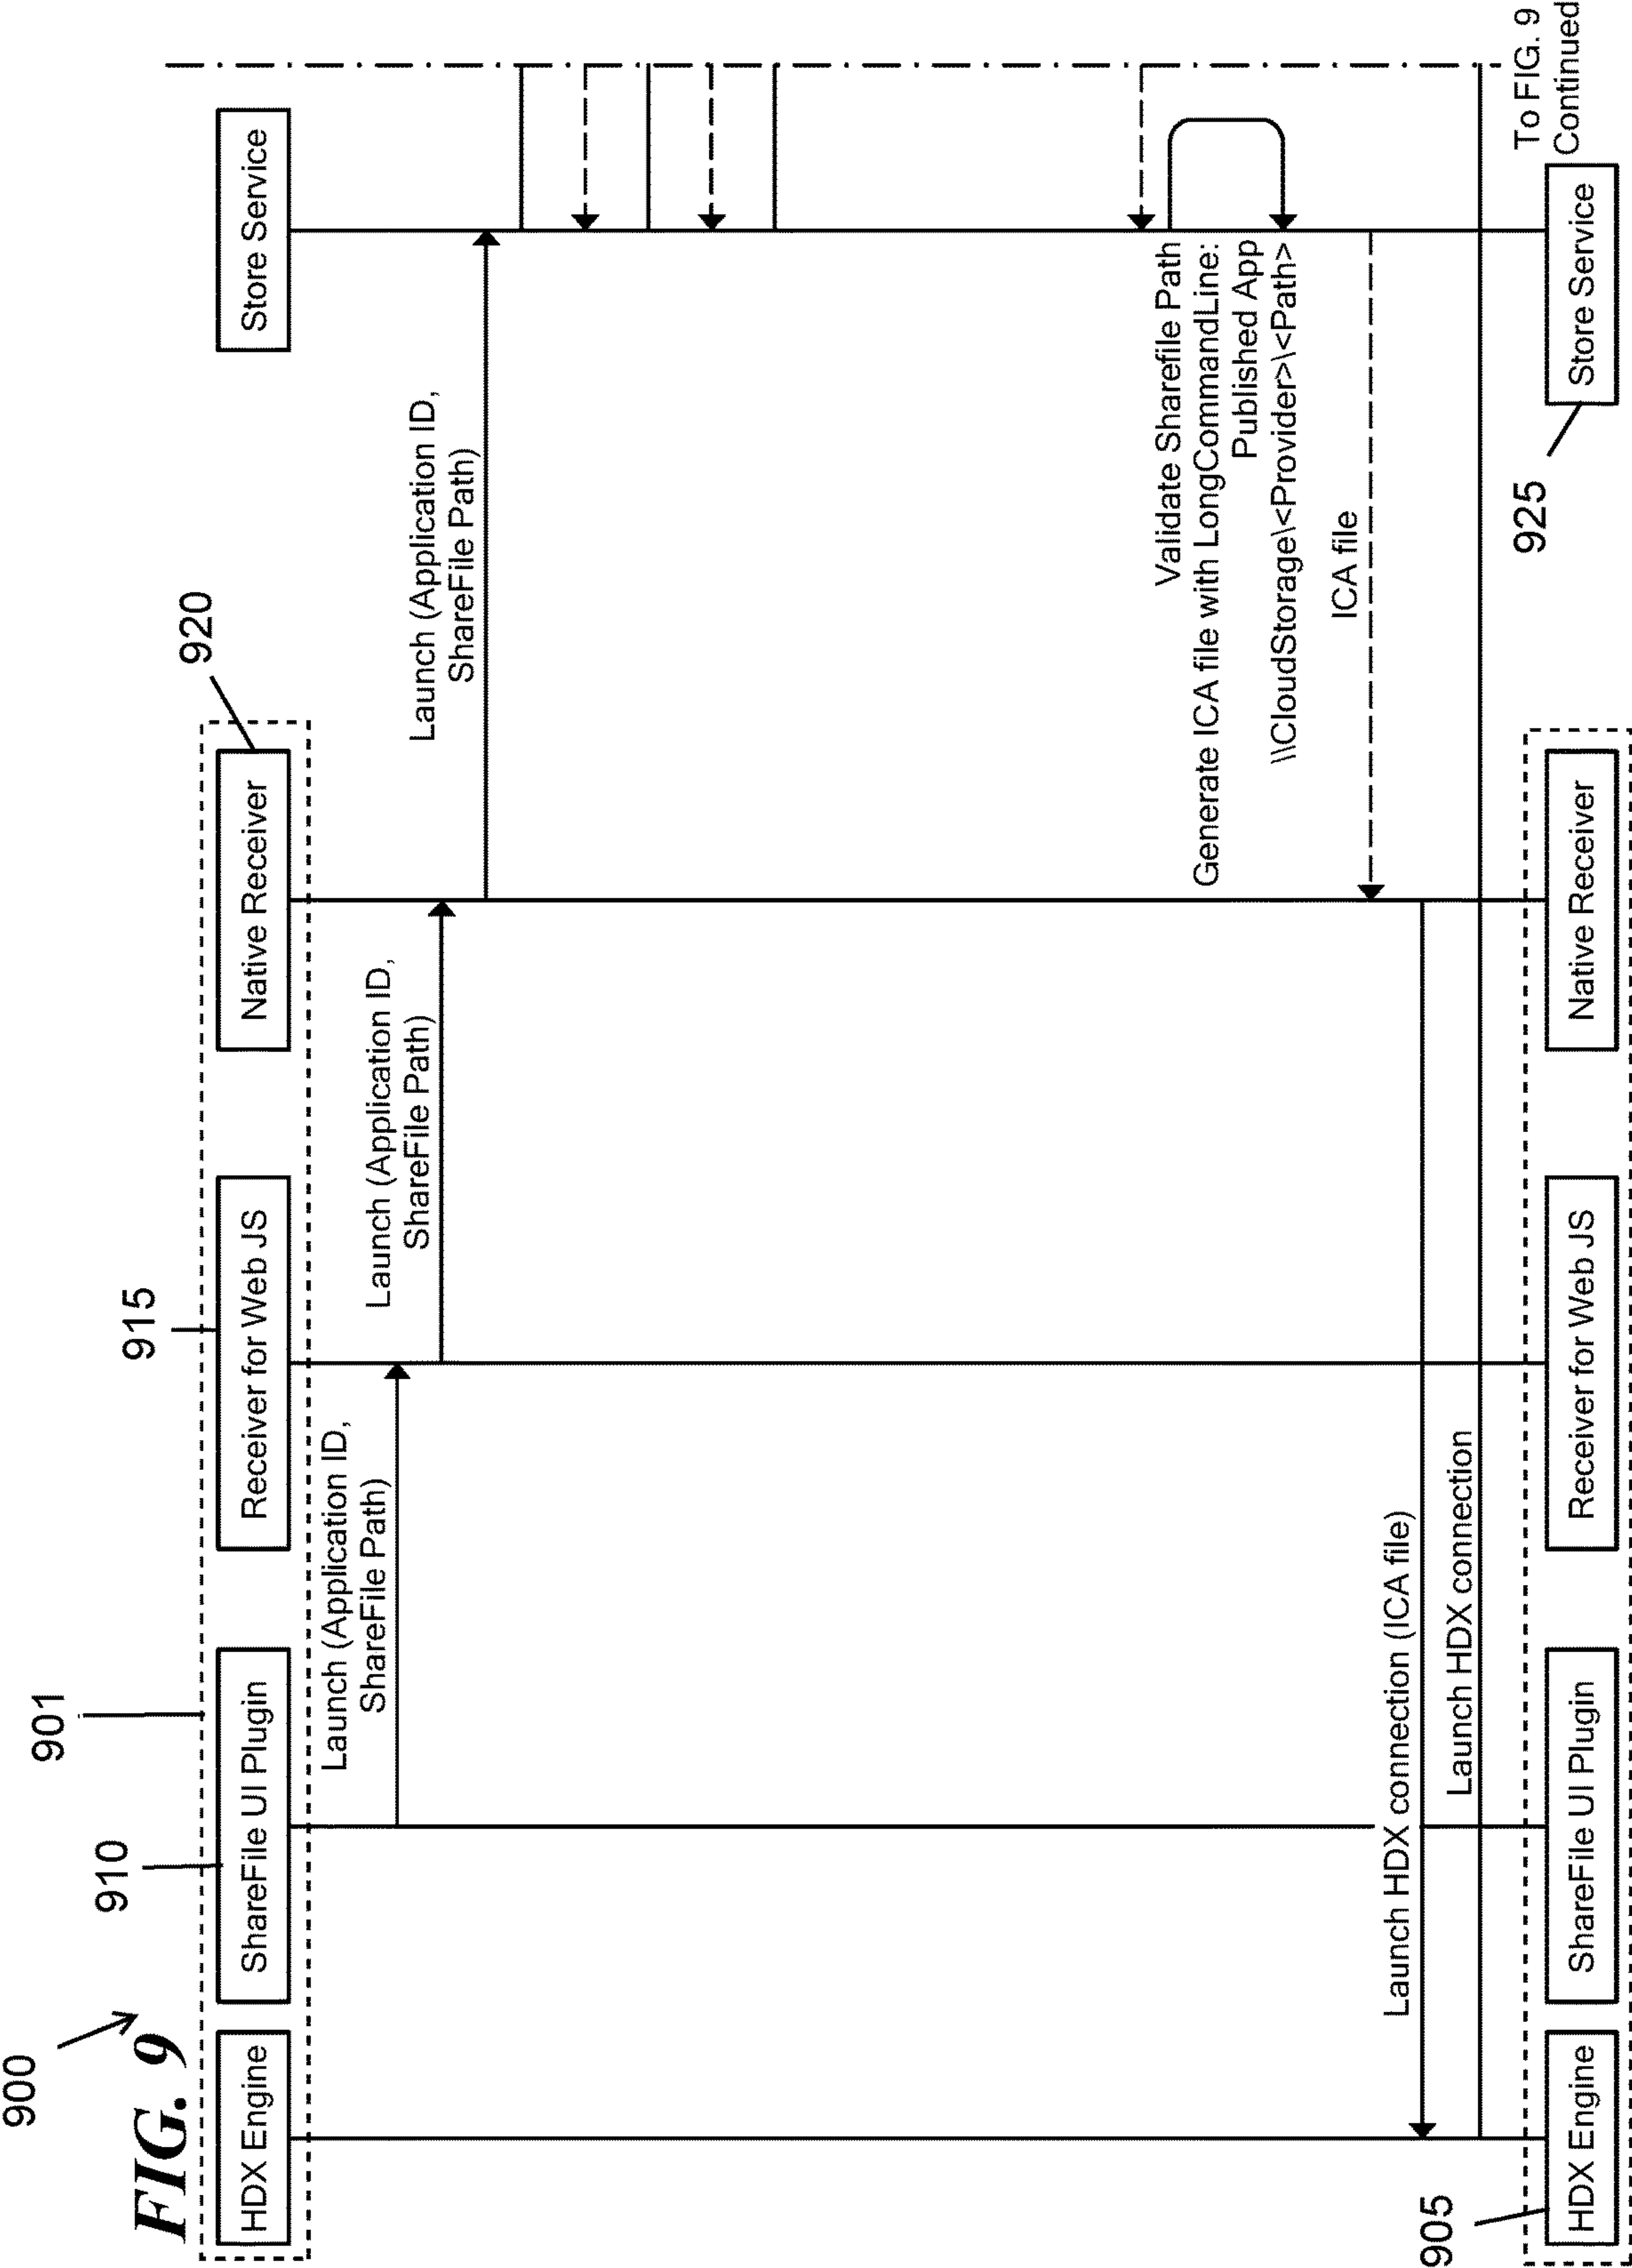 FIG. 9
900
901
910
915
920
HDX Engine
ShareFile UI Plugin
Receiver for Web JS
Native Receiver
Store Service
Launch (Application ID,
ShareFile Path)
Launch (Application ID,
ShareFile Path)
Launch (Application ID,
ShareFile Path)
Validate Sharefile Path
Generate ICA file with LongCommandLine:
Published App
\\CloudStorage\<Provider>\<Path>
ICA file
Launch HDX connection (ICA file)
Launch HDX connection
To FIG. 9
Continued
HDX Engine
ShareFile UI Plugin
Receiver for Web JS
Native Receiver
Store Service
905
925